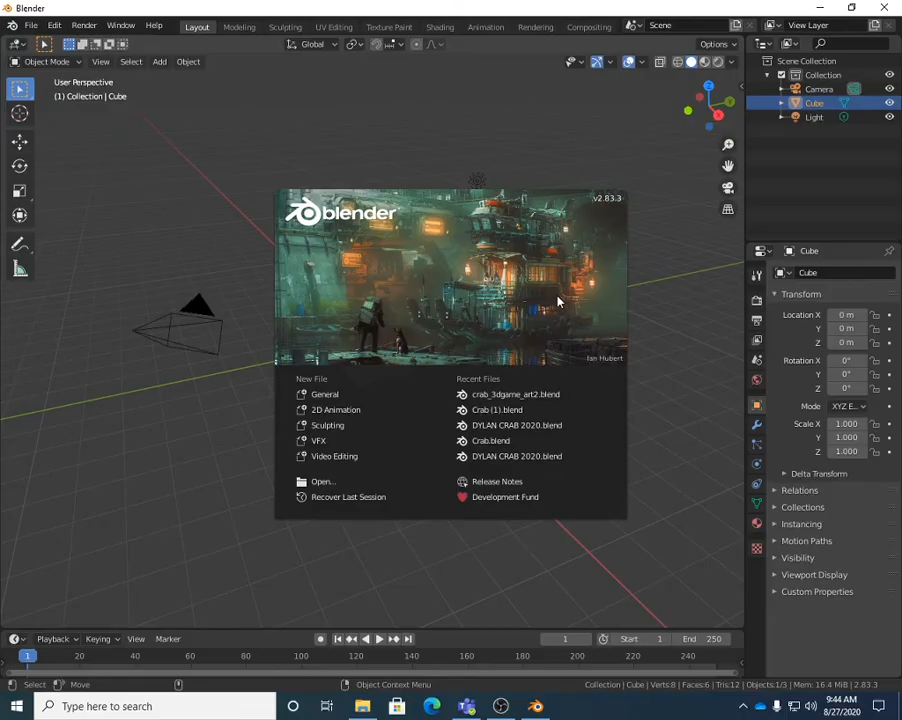 Blender
File Edit Render Window Help Layout Modeling Sculpting UV Editing Texture Paint Shading Animation Rendering Compositing Scene View Layer
Global Options
Object Mode View Select Add Object
User Perspective
(1) Collection | Cube
Scene Collection
Collection
Camera
Cube
Light
Z
Y
X
blender
v2.83.3
Ian Hubert
New File
General
2D Animation
Sculpting
VFX
Video Editing
Open...
Recover Last Session
Recent Files
crab_3dgame_art2.blend
Crab (1).blend
DYLAN CRAB 2020.blend
Crab.blend
DYLAN CRAB 2020.blend
Release Notes
Development Fund
Cube
Cube
Transform
Location X 0 m
Y 0 m
Z 0 m
Rotation X 0°
Y 0°
Z 0°
Mode XYZ E...
Scale X 1.000
Y 1.000
Z 1.000
Delta Transform
Relations
Collections
Instancing
Motion Paths
Visibility
Viewport Display
Custom Properties
Playback Keying View Marker 1 Start 1 End 250
1 20 40 60 80 100 120 140 160 180 200 220 240
Select Move Object Context Menu Collection | Cube | Verts:8 | Faces:6 | Tris:12 | Objects:1/3 | Mem: 16.4 MiB | 2.83.3
Type here to search
9:44 AM
8/27/2020